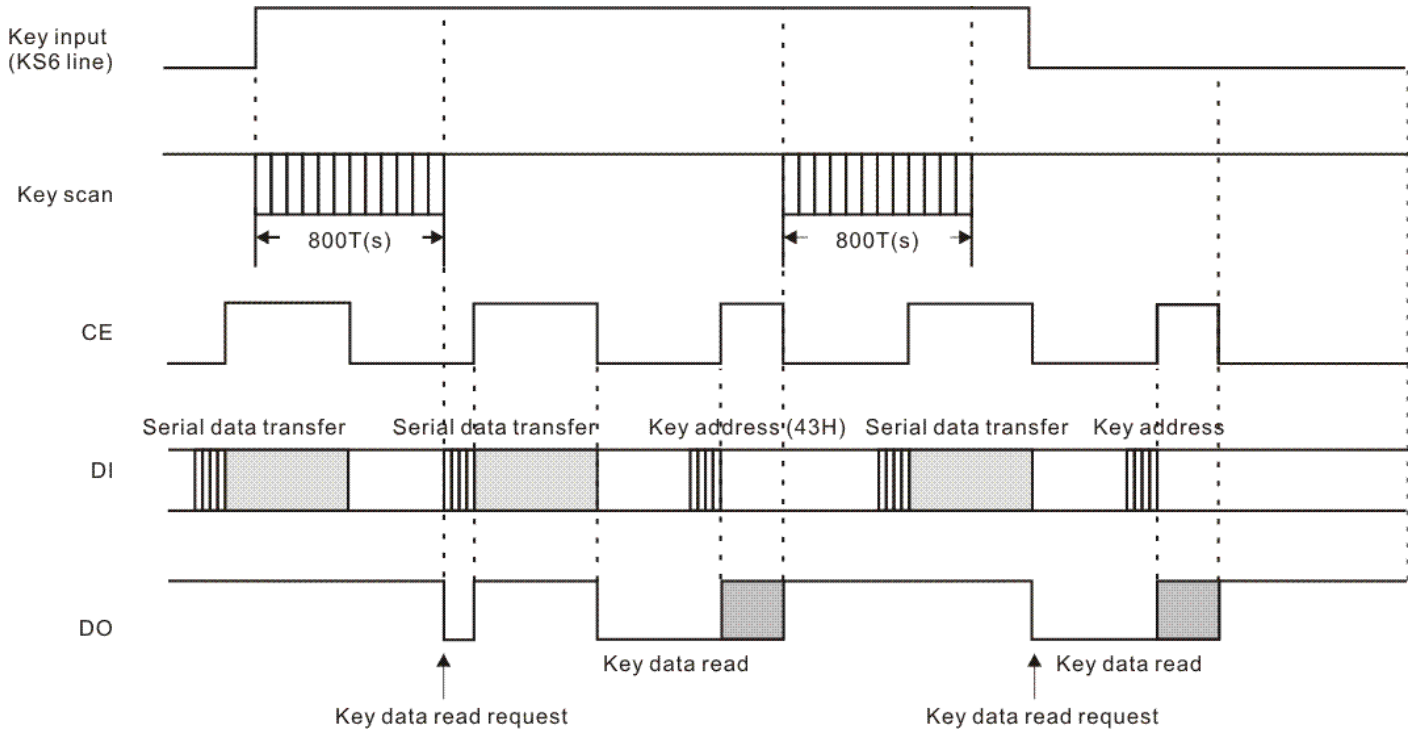 Key input
(KS6 line)
Key scan
800T(s)
800T(s)
CE
Serial data transfer
Serial data transfer
Key address (43H)
Serial data transfer
Key address
DI
DO
Key data read
Key data read
Key data read request
Key data read request